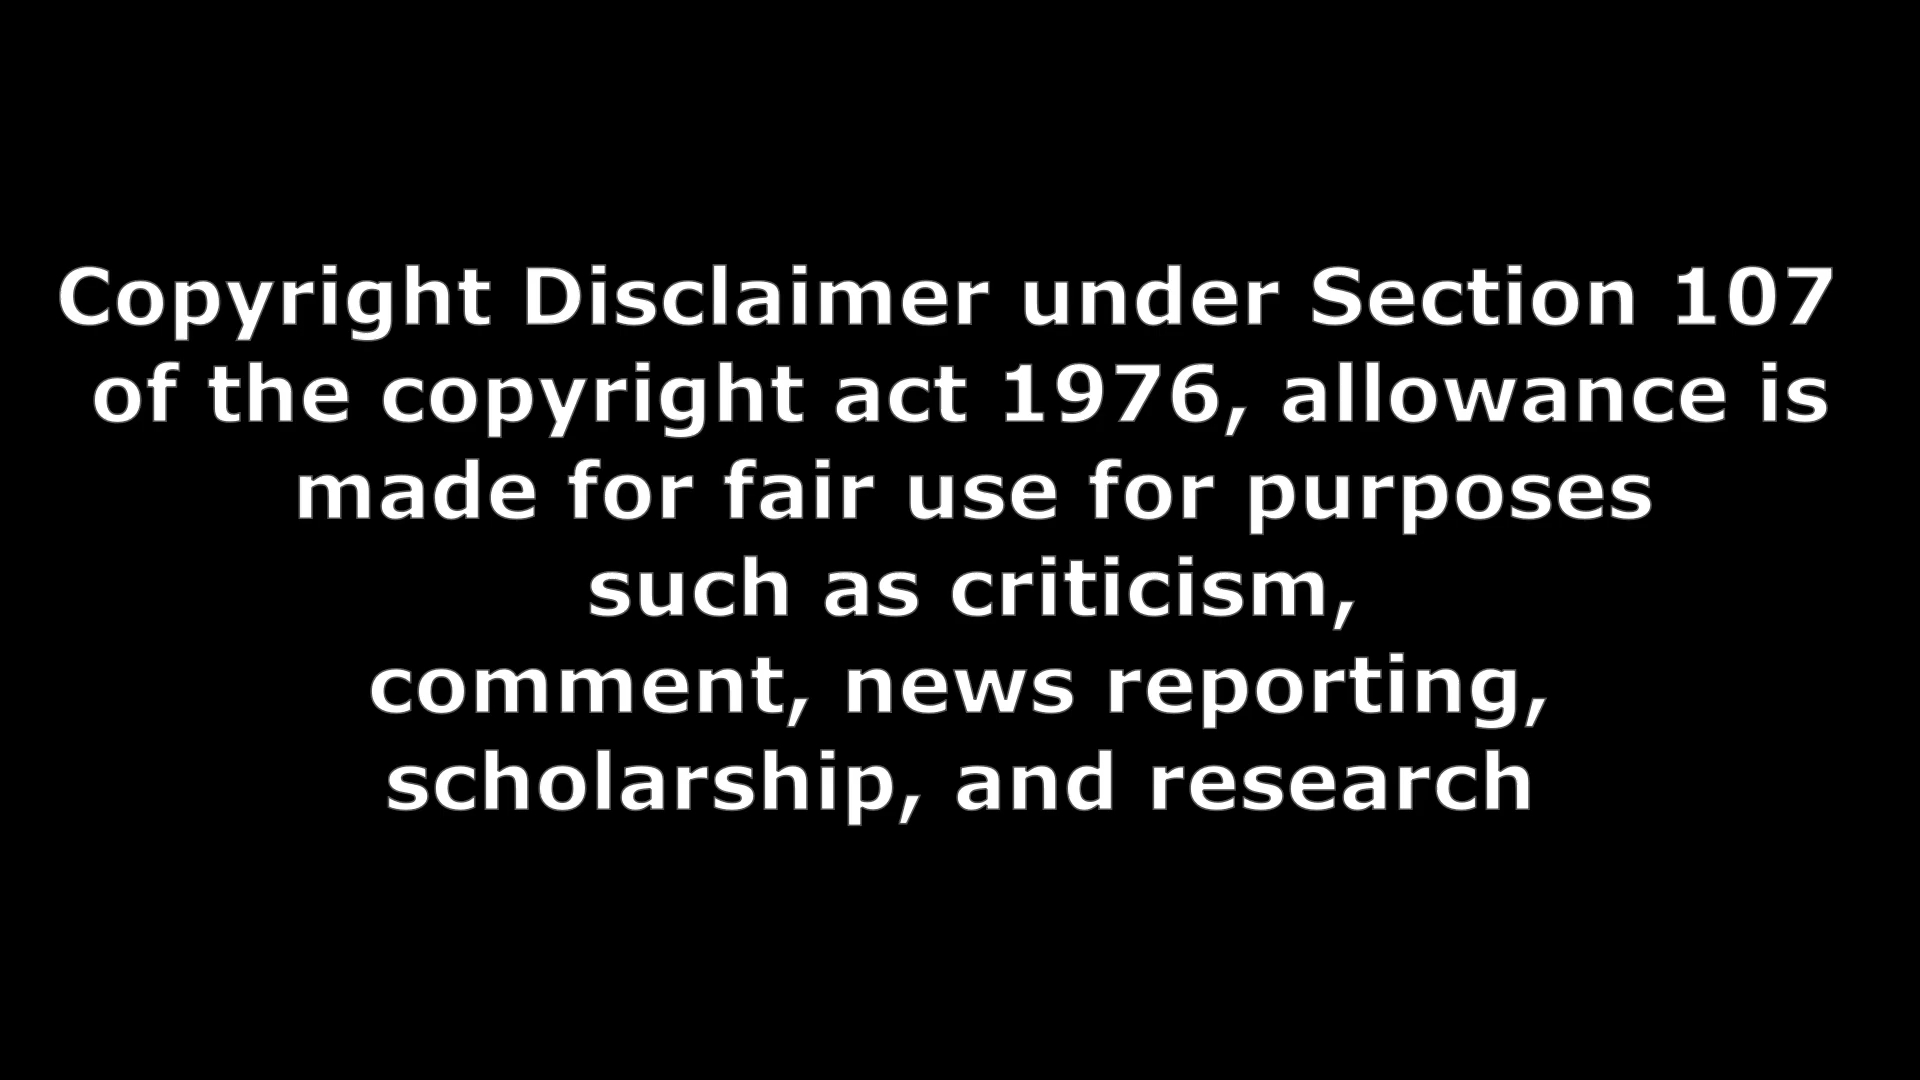 Copyright Disclaimer under Section 107
of the copyright act 1976, allowance is
made for fair use for purposes
such as criticism,
comment, news reporting,
scholarship, and research